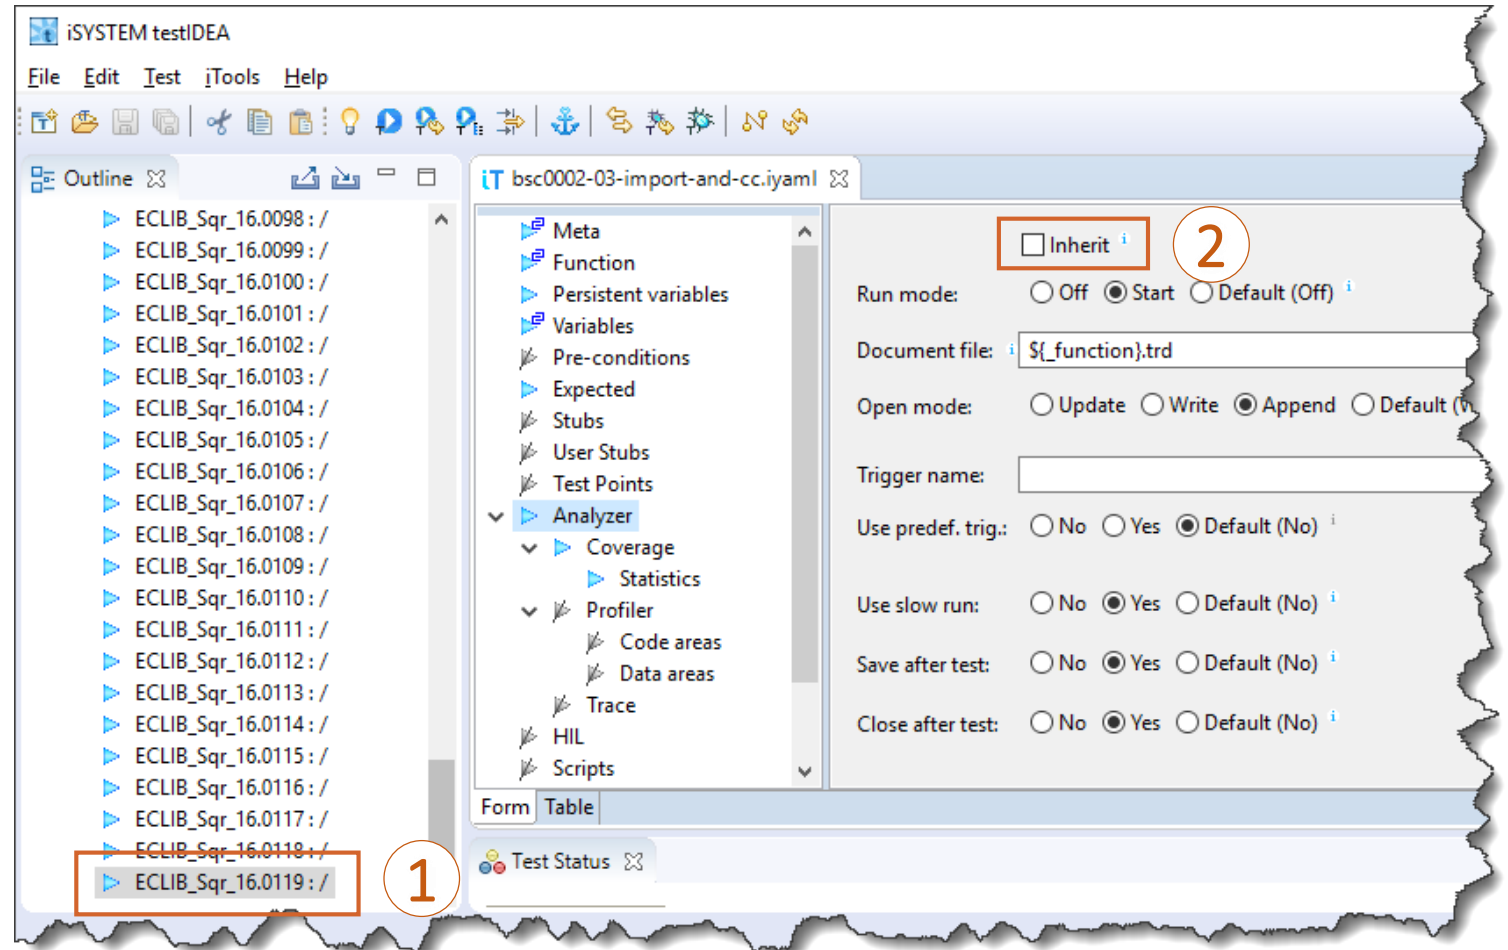 iSYSTEM testIDEA
File Edit Test iTools Help
Outline
ECLIB_Sqr_16.0098 : /
ECLIB_Sqr_16.0099 : /
ECLIB_Sqr_16.0100 : /
ECLIB_Sqr_16.0101 : /
ECLIB_Sqr_16.0102 : /
ECLIB_Sqr_16.0103 : /
ECLIB_Sqr_16.0104 : /
ECLIB_Sqr_16.0105 : /
ECLIB_Sqr_16.0106 : /
ECLIB_Sqr_16.0107 : /
ECLIB_Sqr_16.0108 : /
ECLIB_Sqr_16.0109 : /
ECLIB_Sqr_16.0110 : /
ECLIB_Sqr_16.0111 : /
ECLIB_Sqr_16.0112 : /
ECLIB_Sqr_16.0113 : /
ECLIB_Sqr_16.0114 : /
ECLIB_Sqr_16.0115 : /
ECLIB_Sqr_16.0116 : /
ECLIB_Sqr_16.0117 : /
ECLIB_Sqr_16.0118 : /
ECLIB_Sqr_16.0119 : /
1
iT bsc0002-03-import-and-cc.iyaml
Meta
Function
Persistent variables
Variables
Pre-conditions
Expected
Stubs
User Stubs
Test Points
Analyzer
Coverage
Statistics
Profiler
Code areas
Data areas
Trace
HIL
Scripts
Form Table
Inherit i
2
Run mode: Off Start Default (Off) i
Document file: i ${_function}.trd
Open mode: Update Write Append Default
Trigger name:
Use predef. trig.: No Yes Default (No) i
Use slow run: No Yes Default (No) i
Save after test: No Yes Default (No) i
Close after test: No Yes Default (No) i
Test Status